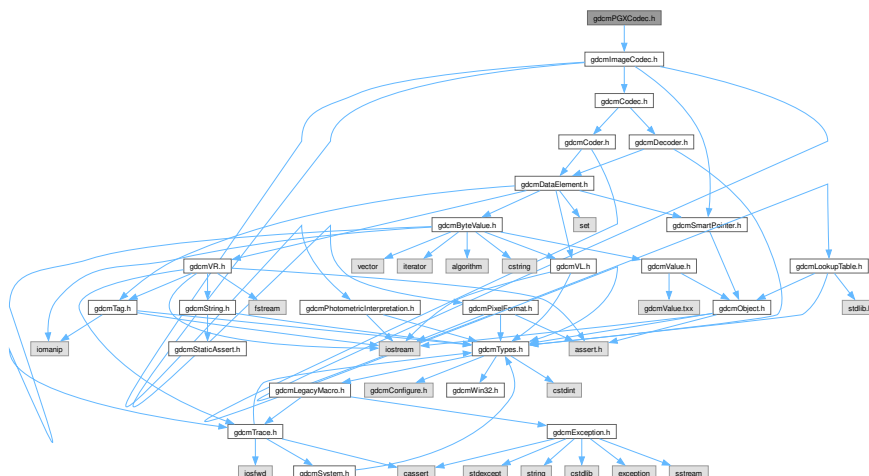 gdcmPGXCodec.h
gdcmImageCodec.h
gdcmCodec.h
gdcmCoder.h
gdcmDecoder.h
gdcmDataElement.h
gdcmByteValue.h
set
gdcmSmartPointer.h
gdcmVR.h
vector
iterator
algorithm
cstring
gdcmVL.h
gdcmValue.h
gdcmLookupTable.h
gdcmTag.h
gdcmString.h
fstream
gdcmPhotometricInterpretation.h
gdcmPixelFormat.h
gdcmValue.txx
gdcmObject.h
stdlib.h
iomanip
gdcmStaticAssert.h
iostream
gdcmTypes.h
assert.h
gdcmLegacyMacro.h
gdcmConfigure.h
gdcmWin32.h
cstdint
gdcmTrace.h
gdcmException.h
iosfwd
gdcmSystem.h
cassert
stdexcept
string
cstdlib
exception
sstream